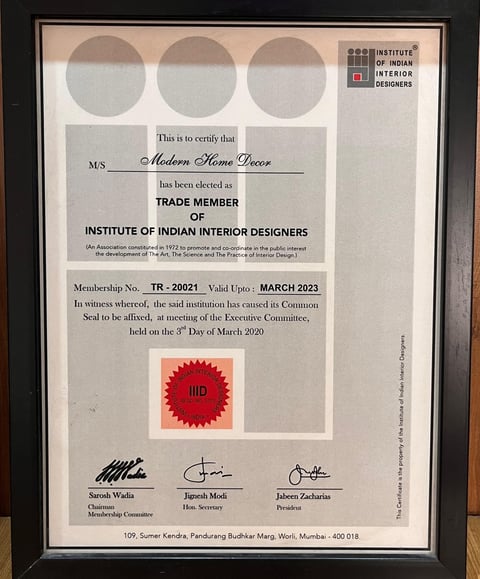 INSTITUTE
OF INDIAN
INTERIOR
DESIGNERS
®
This is to certify that
M/S Modern Home Decor
has been elected as
TRADE MEMBER
OF
INSTITUTE OF INDIAN INTERIOR DESIGNERS
(An Association constituted in 1972 to promote and co-ordinate in the public interest
the development of The Art, The Science and The Practice of Interior Design.)
Membership No. TR - 20021 Valid Upto : MARCH 2023
In witness whereof, the said institution has caused its Common
Seal to be affixed, at meeting of the Executive Committee,
held on the 3rd Day of March 2020
IIID
Sarosh Wadia
Chairman
Membership Committee
Jignesh Modi
Hon. Secretary
Jabeen Zacharias
President
This Certificate is the property of the Institute of Indian Interior Designers.
109, Sumer Kendra, Pandurang Budhkar Marg, Worli, Mumbai - 400 018.